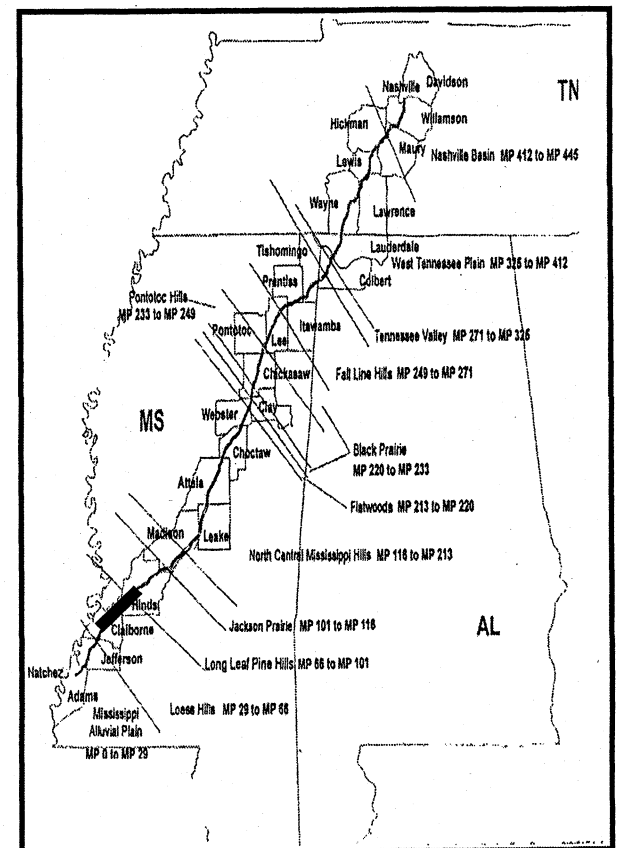 Nashville
Davidson
TN
Hickman
Williamson
Maury
Nashville Basin MP 412 to MP 445
Lewis
Wayne
Lawrence
Tishomingo
Lauderdale
West Tennessee Plain MP 325 to MP 412
Prentiss
Colbert
Pontotoc Hills
MP 233 to MP 249
Itawamba
Pontotoc
Lee
Tennessee Valley MP 271 to MP 325
Chickasaw
Fall Line Hills MP 249 to MP 271
MS
Webster
Clay
Choctaw
Black Prairie
MP 220 to MP 233
Attala
Flatwoods MP 213 to MP 220
Madison
Leake
North Central Mississippi Hills MP 116 to MP 213
Hinds
Claiborne
Jackson Prairie MP 101 to MP 116
AL
Jefferson
Long Leaf Pine Hills MP 66 to MP 101
Natchez
Adams
Loess Hills MP 29 to MP 66
Mississippi
Alluvial Plain
MP 0 to MP 29